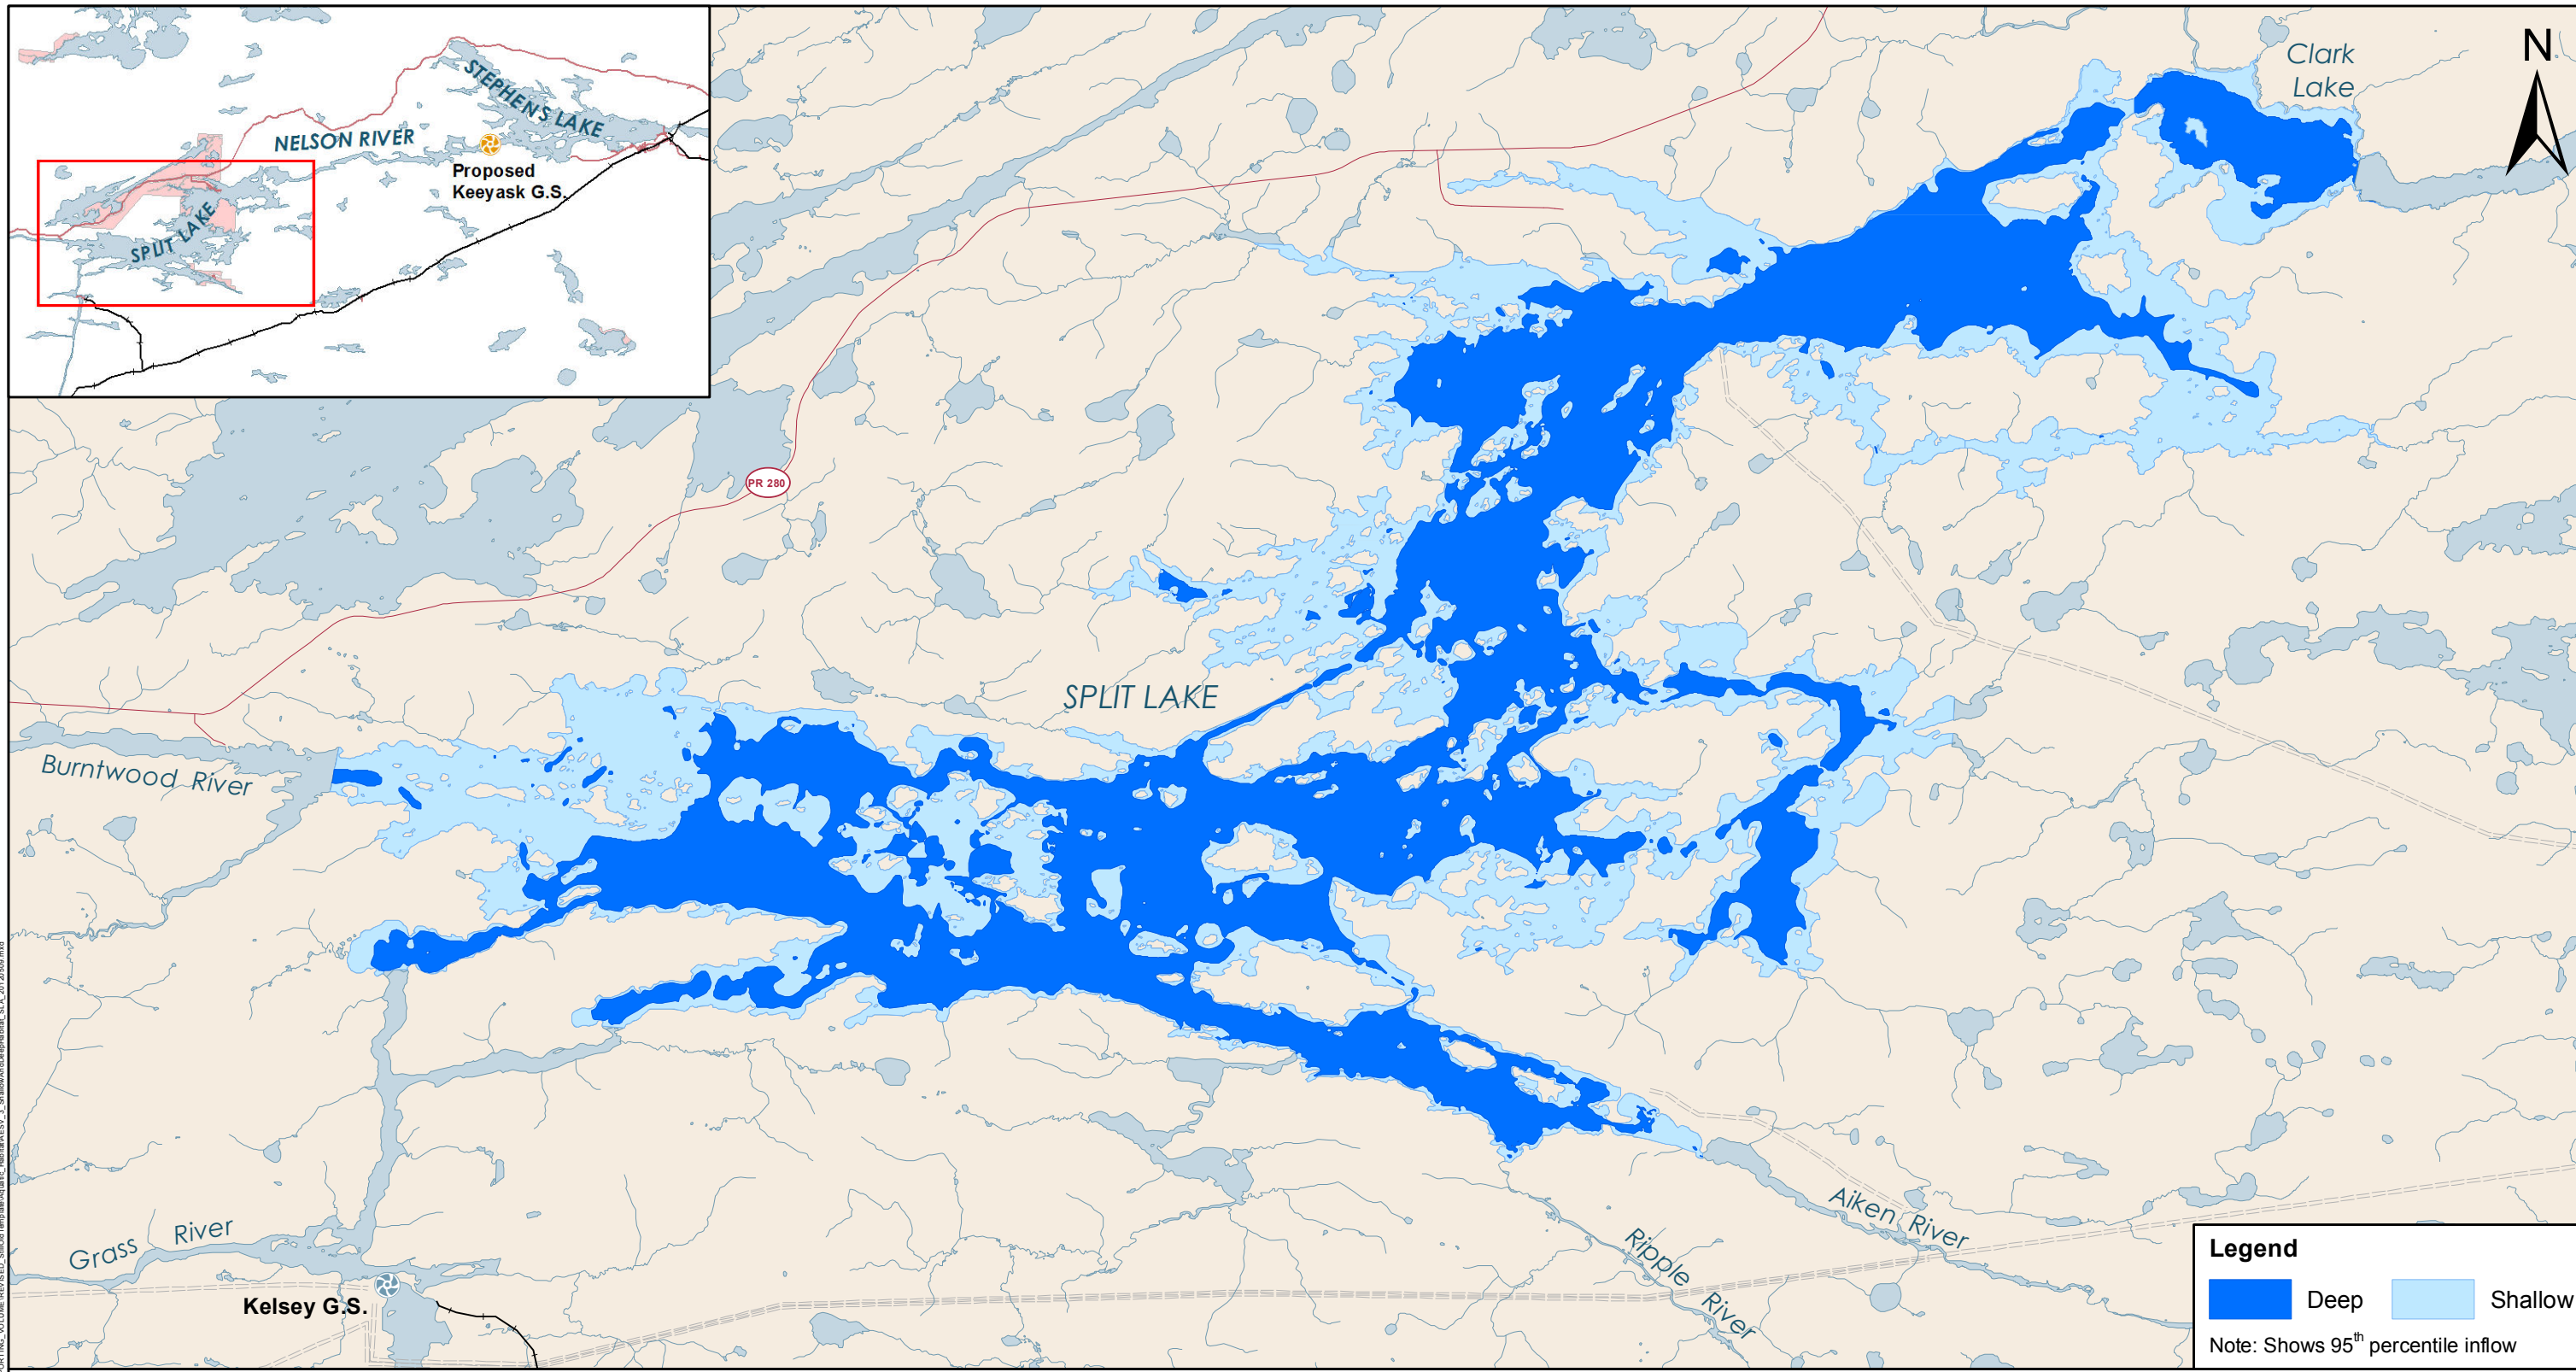 STEPHENS LAKE
NELSON RIVER
Proposed
Keeyask G.S.
SPLIT LAKE
Clark
Lake
N
PR 280
SPLIT LAKE
Burntwood River
Grass River
Kelsey G.S.
Aiken River
Ripple
River
Legend
Deep
Shallow
Note: Shows 95th percentile inflow